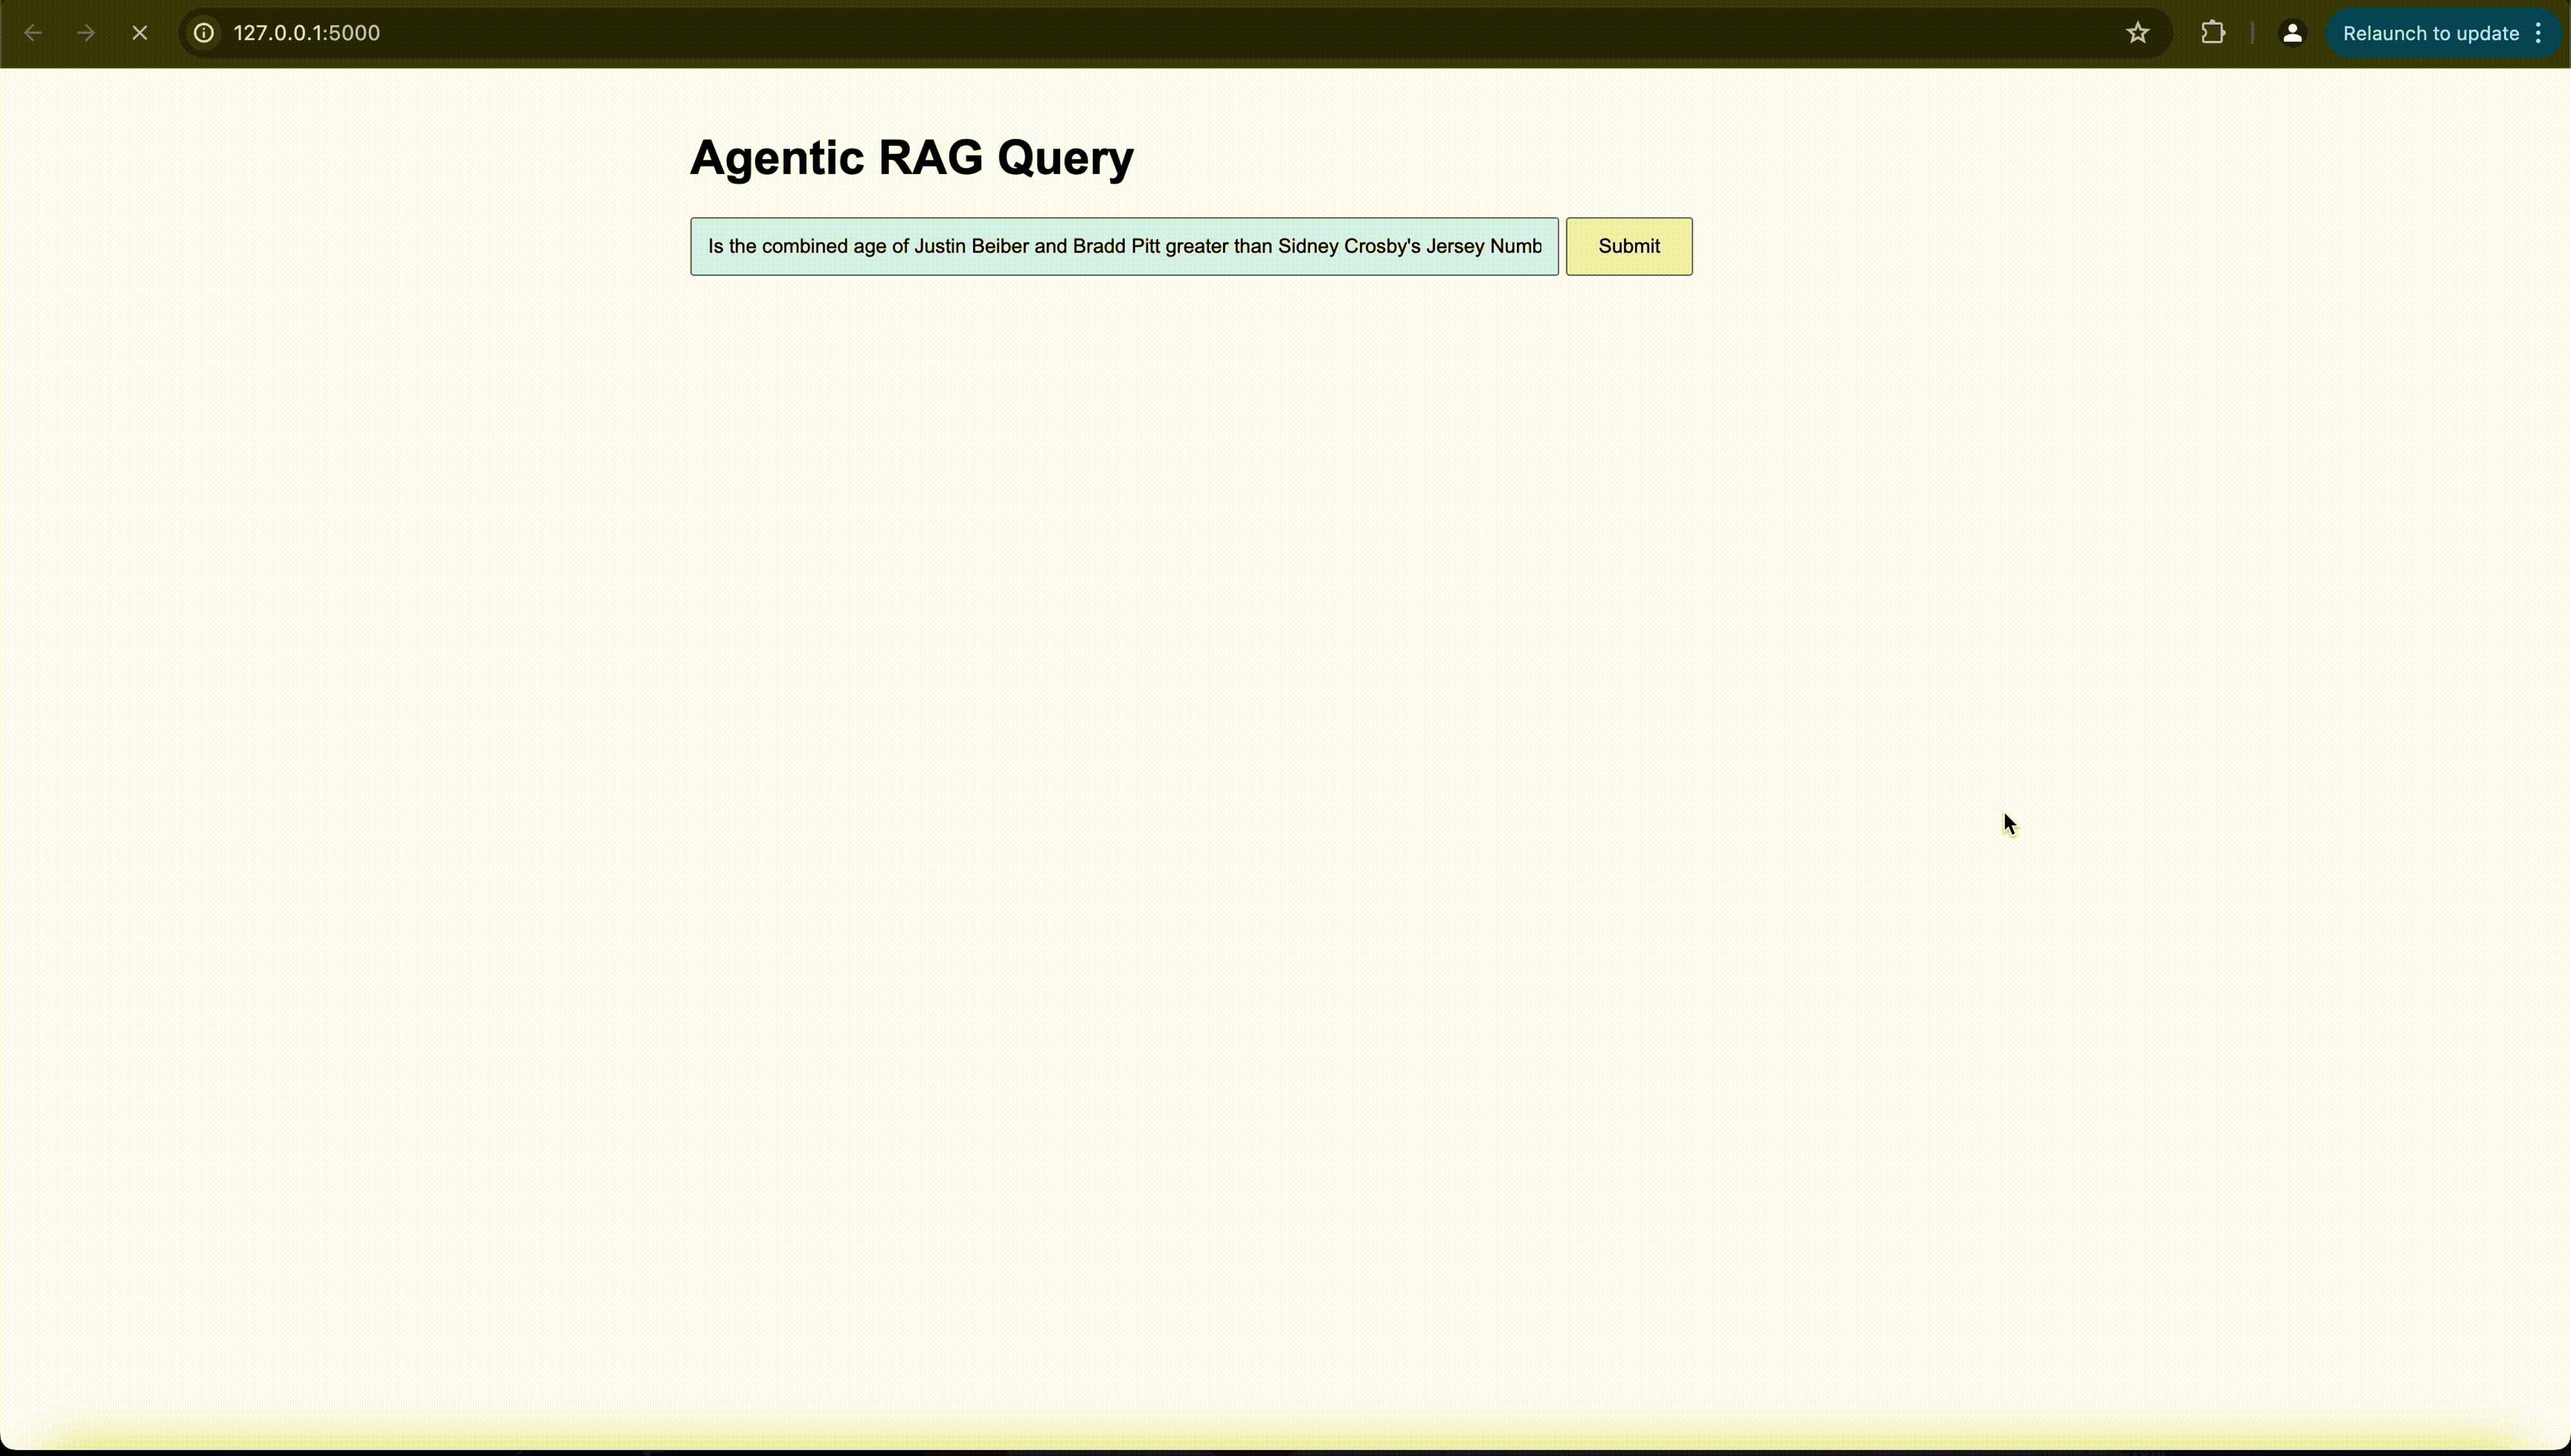 127.0.0.1:5000
Relaunch to update
Agentic RAG Query
Is the combined age of Justin Beiber and Bradd Pitt greater than Sidney Crosby's Jersey Numb
Submit